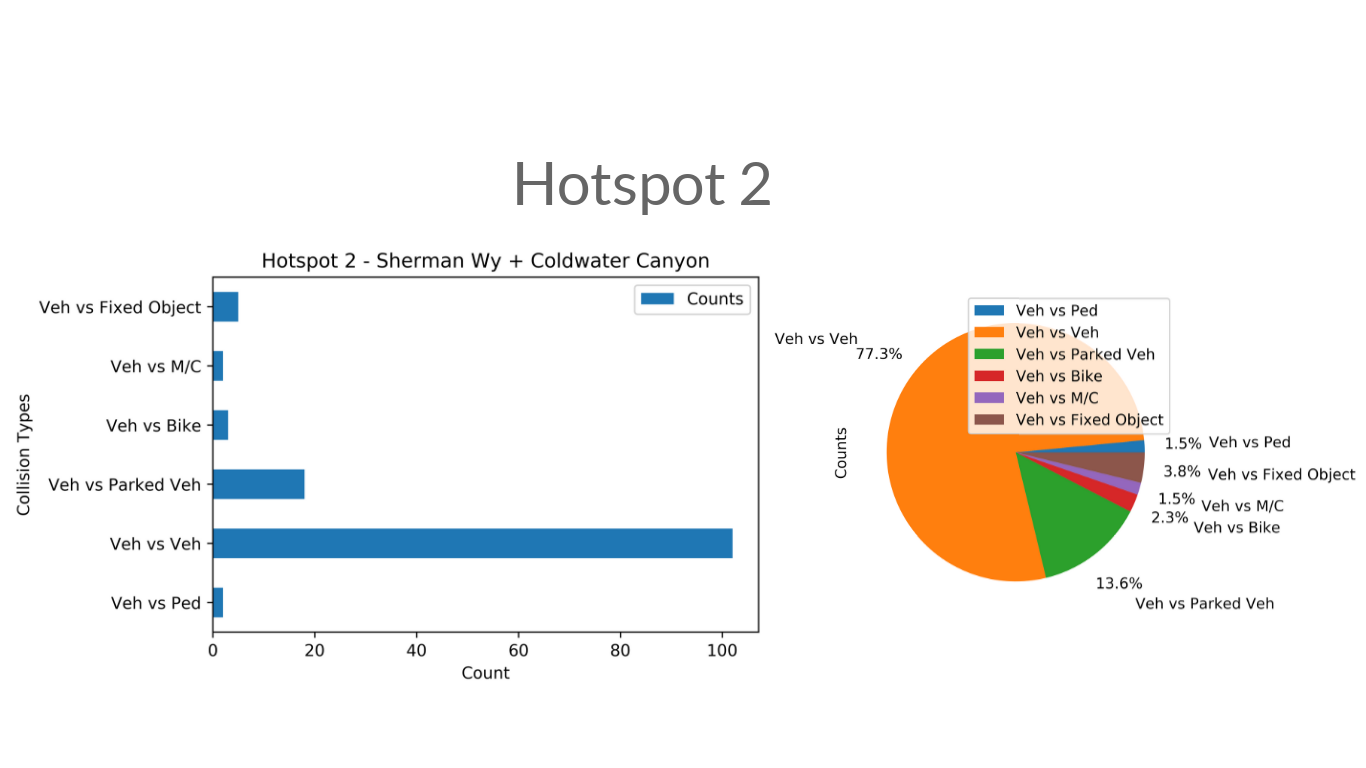 Hotspot 2
Hotspot 2 - Sherman Wy + Coldwater Canyon
Counts
Collision Types
Veh vs Fixed Object
Veh vs M/C
Veh vs Bike
Veh vs Parked Veh
Veh vs Veh
Veh vs Ped
0 20 40 60 80 100
Count
Counts
Veh vs Ped
Veh vs Veh
Veh vs Parked Veh
Veh vs Bike
Veh vs M/C
Veh vs Fixed Object
Veh vs Veh
77.3%
1.5% Veh vs Ped
3.8% Veh vs Fixed Object
1.5% Veh vs M/C
2.3% Veh vs Bike
13.6%
Veh vs Parked Veh